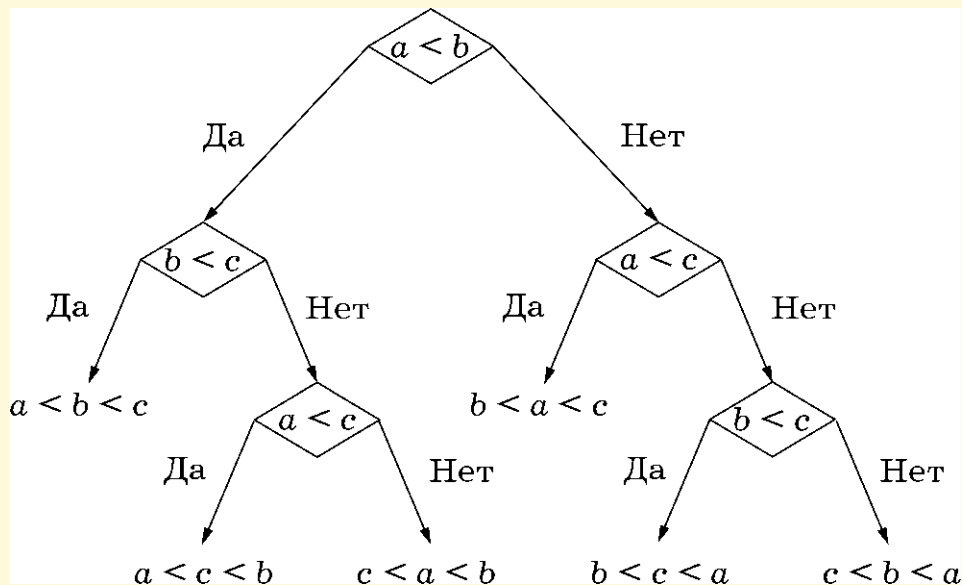 a < b
Да Нет
b < c a < c
Да Нет Да Нет
a < b < c a < c b < a < c b < c
Да Нет Да Нет
a < c < b c < a < b b < c < a c < b < a